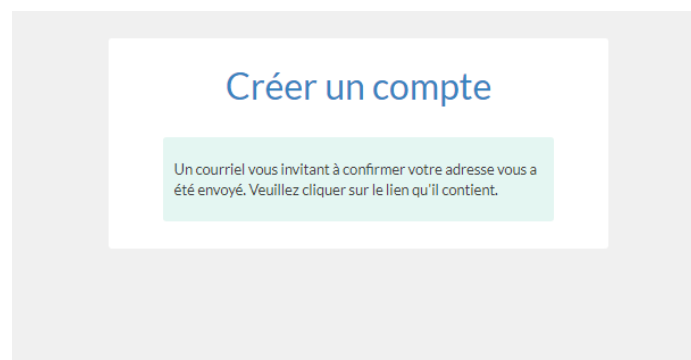 Créer un compte
Un courriel vous invitant à confirmer votre adresse vous a
été envoyé. Veuillez cliquer sur le lien qu'il contient.